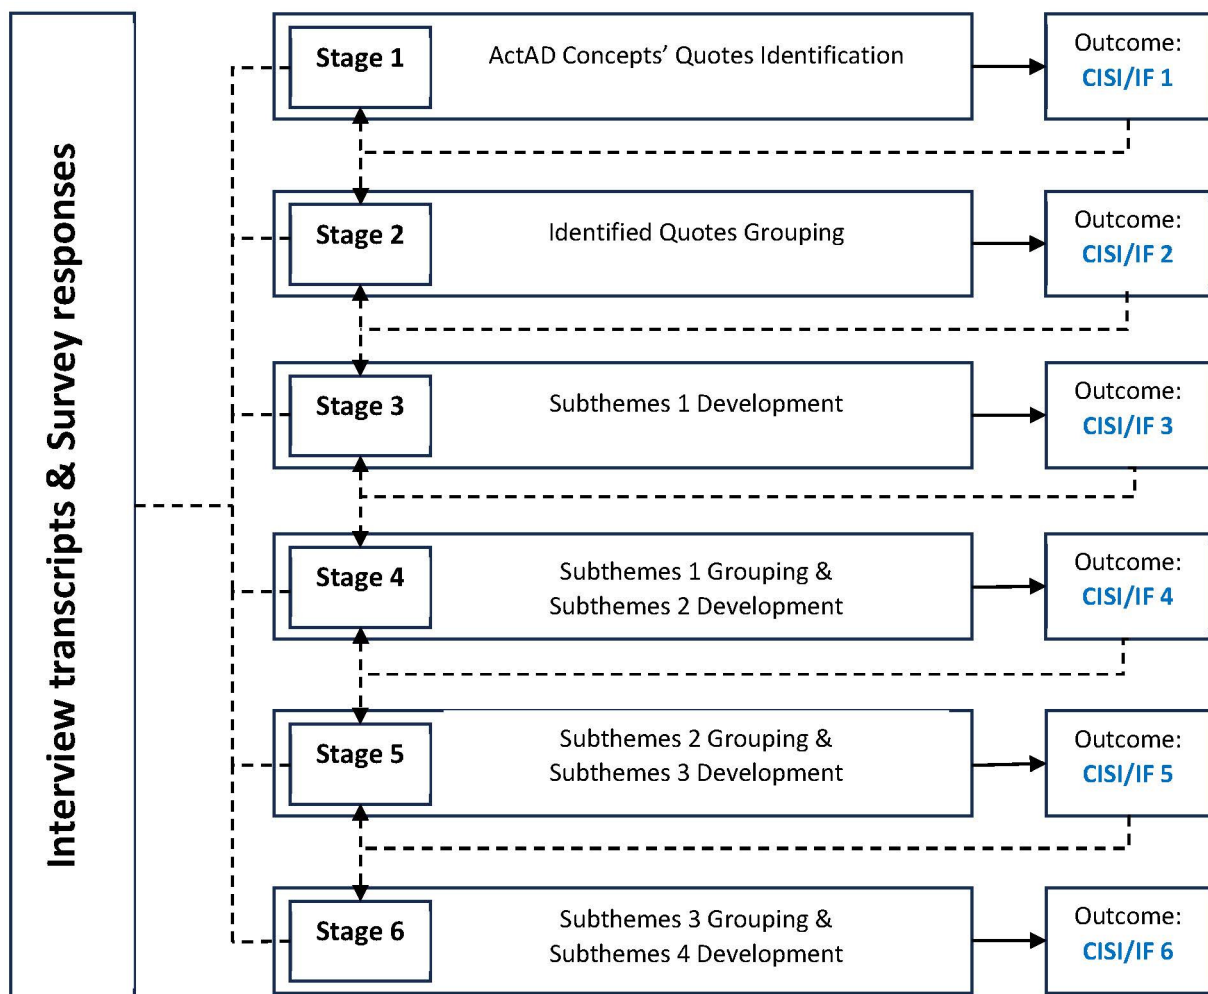 Interview transcripts & Survey responses
Stage 1
ActAD Concepts’ Quotes Identification
Outcome:
CISI/IF 1
Stage 2
Identified Quotes Grouping
Outcome:
CISI/IF 2
Stage 3
Subthemes 1 Development
Outcome:
CISI/IF 3
Stage 4
Subthemes 1 Grouping &
Subthemes 2 Development
Outcome:
CISI/IF 4
Stage 5
Subthemes 2 Grouping &
Subthemes 3 Development
Outcome:
CISI/IF 5
Stage 6
Subthemes 3 Grouping &
Subthemes 4 Development
Outcome:
CISI/IF 6